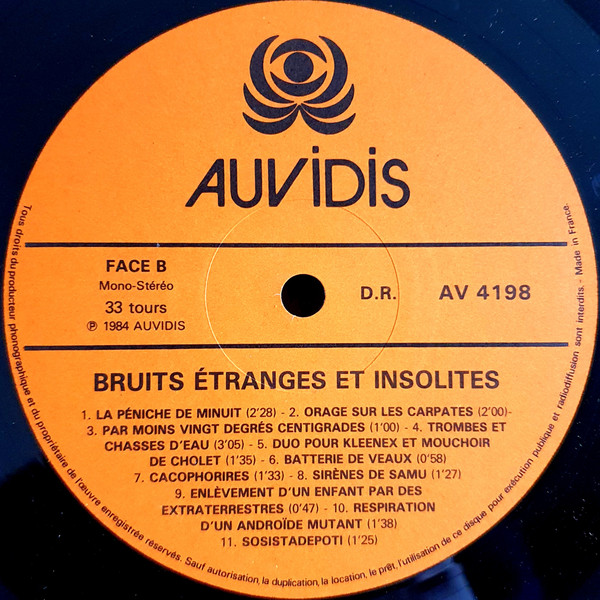 AUVIDIS
FACE B
Mono-Stéréo
33 tours
℗ 1984 AUVIDIS
D.R.
AV 4198
BRUITS ÉTRANGES ET INSOLITES
1. LA PÉNICHE DE MINUIT (2'28) - 2. ORAGE SUR LES CARPATES (2'00)-
3. PAR MOINS VINGT DEGRÉS CENTIGRADES (1'00) - 4. TROMBES ET
CHASSES D'EAU (3'05) - 5. DUO POUR KLEENEX ET MOUCHOIR
DE CHOLET (1'35) - 6. BATTERIE DE VEAUX (0'58)
7. CACOPHORIRES (1'33) - 8. SIRÈNES DE SAMU (1'27)
9. ENLÈVEMENT D'UN ENFANT PAR DES
EXTRATERRESTRES (0'47) - 10. RESPIRATION
D'UN ANDROÏDE MUTANT (1'38)
11. SOSISTADEPOTI (1'25)
Tous droits du producteur phonographique et du propriétaire de l'œuvre enregistrée réservés. Sauf autorisation, la duplication, la location, le prêt, l'utilisation de ce disque pour exécution publique et radiodiffusion sont interdits. - Made in France.